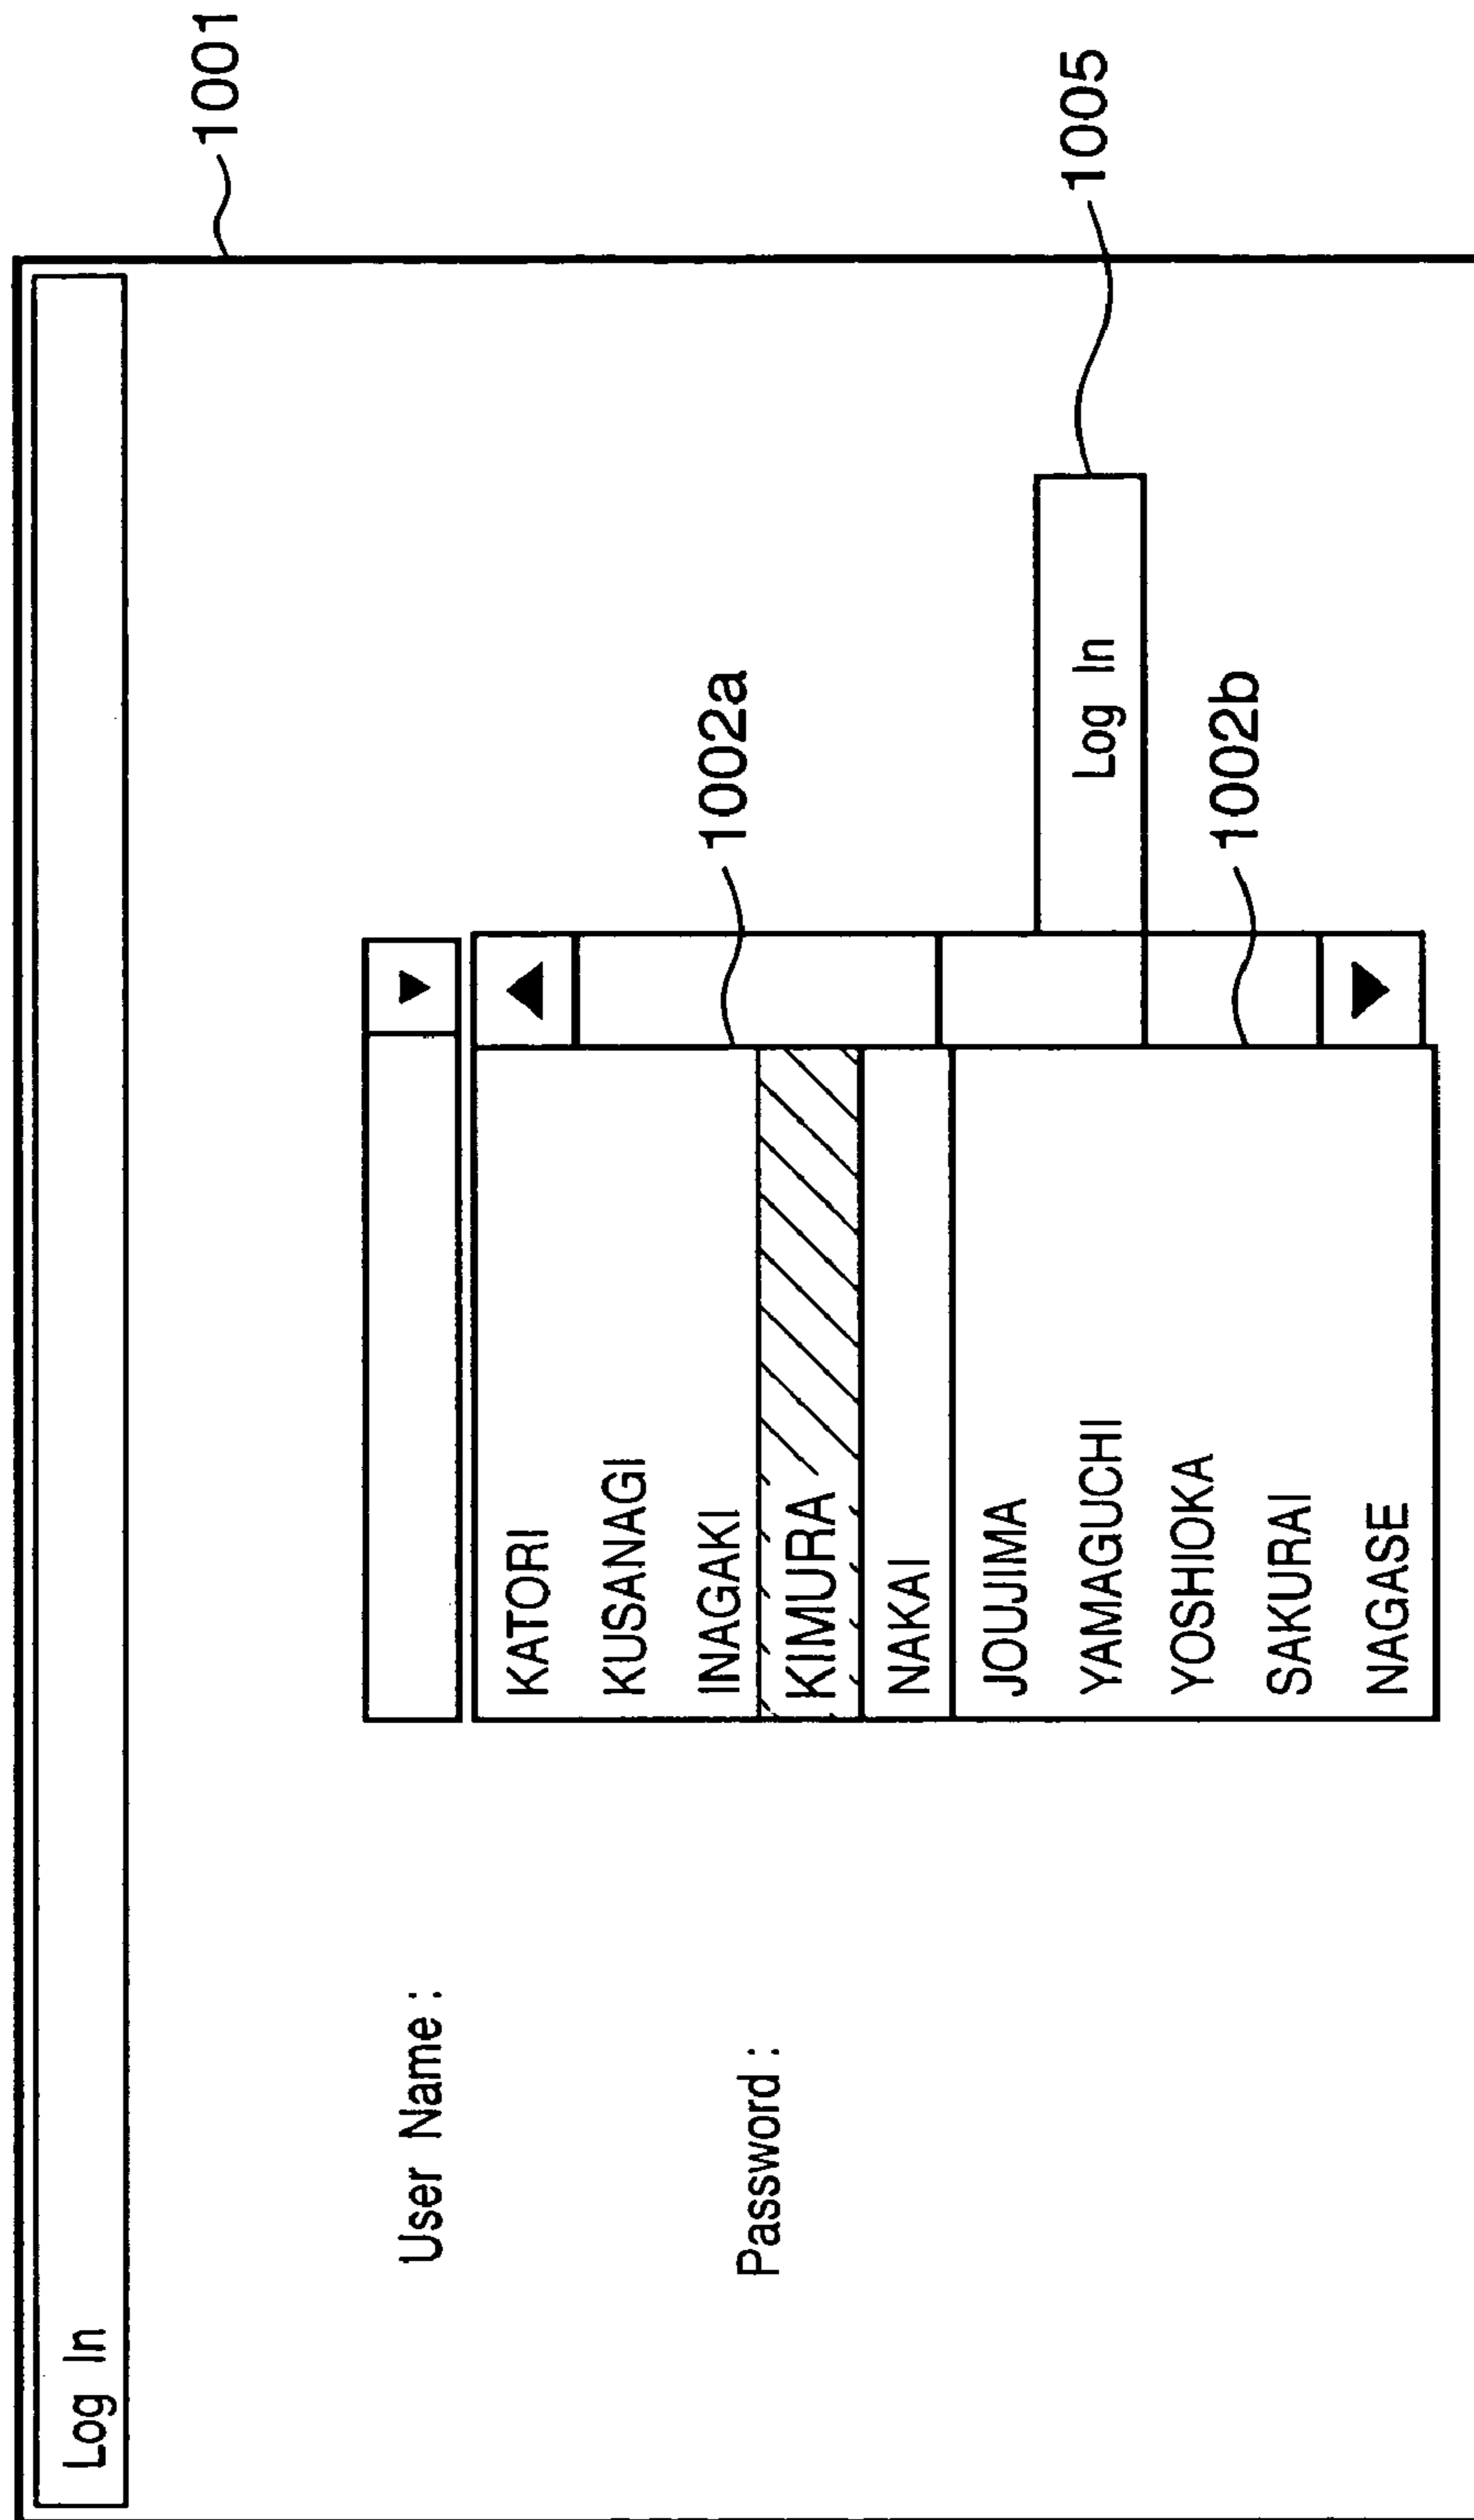 Log In
1001
User Name :
KATORI
KUSANAGI
INAGAKI
1002a
Password :
KIMURA
NAKAI
JOUJIMA
1005
YAMAGUCHI
Log In
YOSHIOKA
1002b
SAKURAI
NAGASE